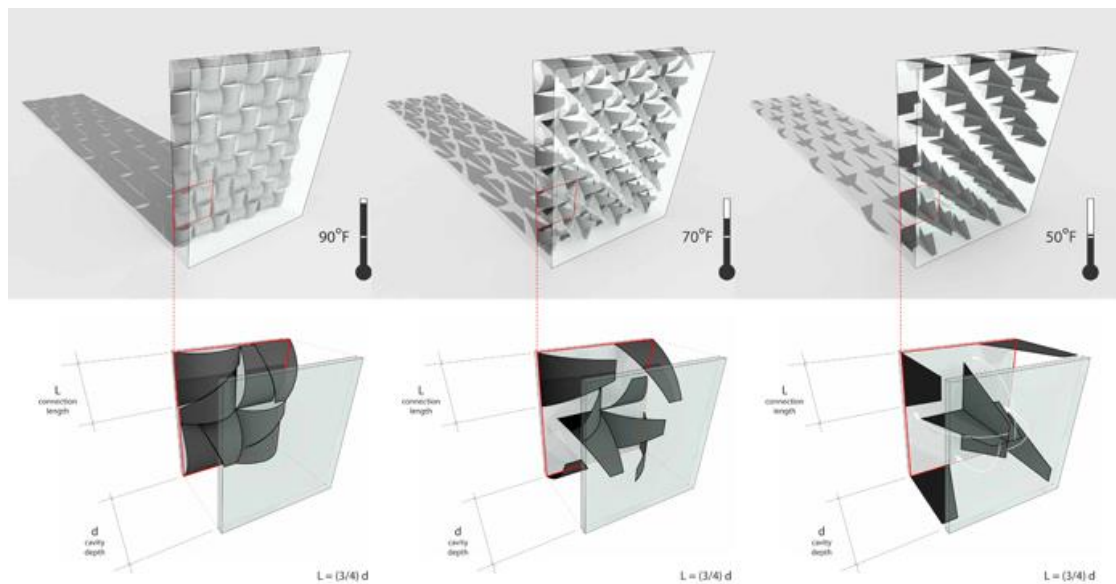 90°F
70°F
50°F
L
connection
length
L
connection
length
L
connection
length
d
cavity
depth
d
cavity
depth
d
cavity
depth
L = (3/4) d
L = (3/4) d
L = (3/4) d